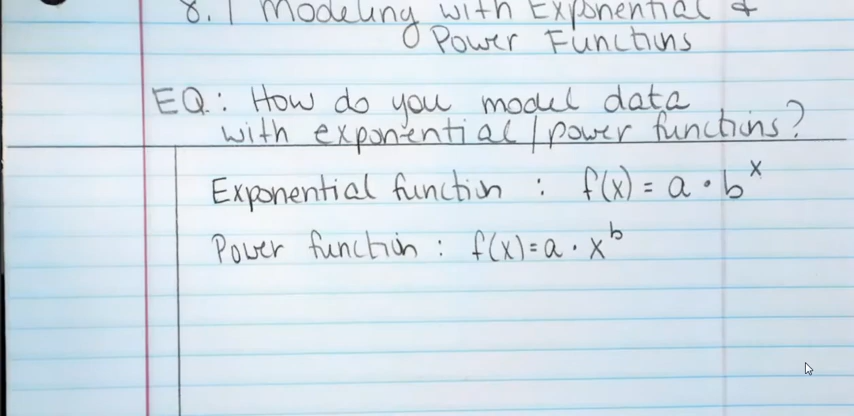 8.1 Modeling with Exponential &
Power Functions
EQ: How do you model data
with exponential/power functions?
Exponential function : f(x) = a · b^x
Power function : f(x) = a · x^b